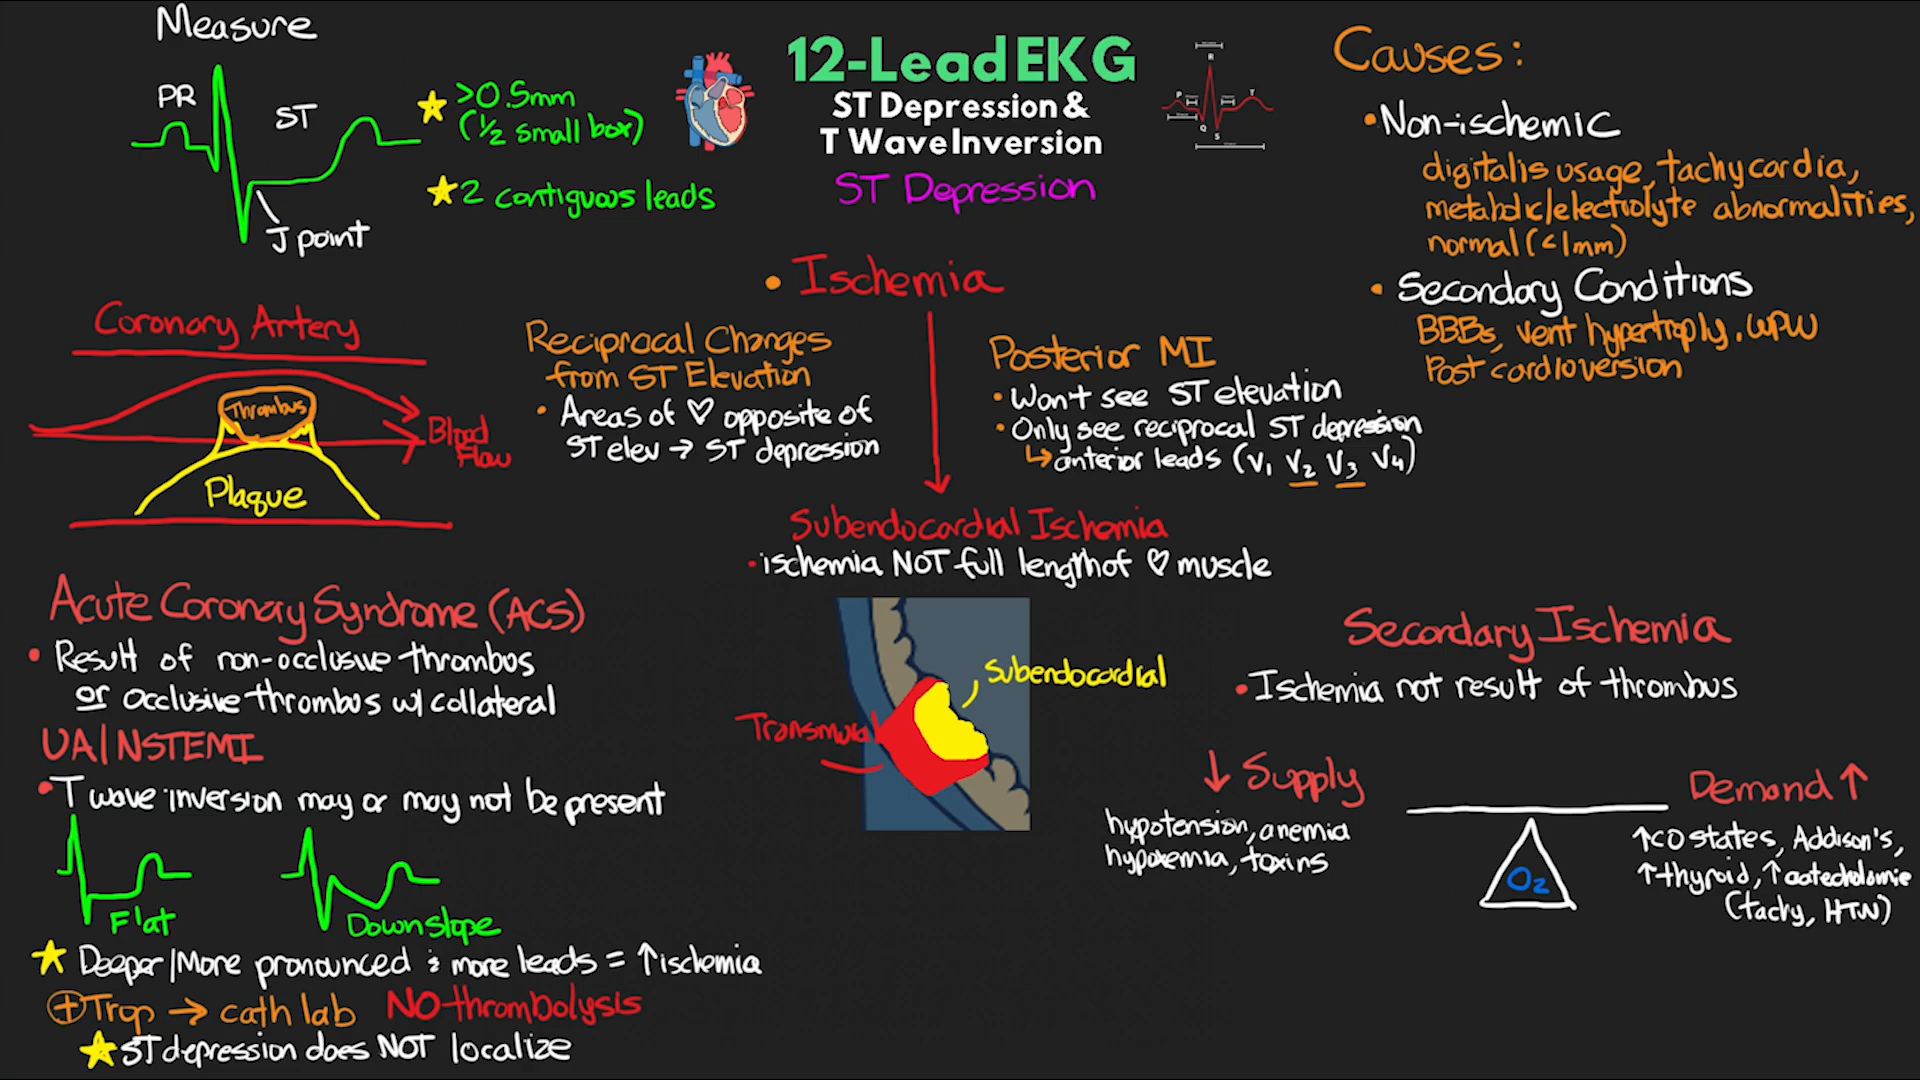 Measure
PR
ST
J point
>0.5mm
(1/2 small box)
2 contiguous leads
12-Lead EKG
ST Depression &
T Wave Inversion
ST Depression
R
P
T
Q
S
Causes:
•Non-ischemic
digitalis usage, tachycardia,
metabolic/electrolyte abnormalities,
normal (<1mm)
• Secondary Conditions
BBBs, vent hypertrophy, WPW
Post cardioversion
Coronary Artery
Thrombus
Plaque
Blood
Flow
• Ischemia
Reciprocal Changes
from ST Elevation
• Areas of ♡ opposite of
ST elev → ST depression
Posterior MI
• Won't see ST elevation
• Only see reciprocal ST depression
↳ anterior leads (V1 V2 V3 V4)
Subendocardial Ischemia
• ischemia NOT full length of ♡ muscle
Subendocardial
Transmural
Acute Coronary Syndrome (ACS)
• Result of non-occlusive thrombus
or occlusive thrombus w/ collateral
UA/NSTEMI
• T wave inversion may or may not be present
Flat
Downslope
Deeper/More pronounced & more leads = ↑ischemia
⊕Trop → cath lab NO thrombolysis
ST depression does NOT localize
Secondary Ischemia
• Ischemia not result of thrombus
↓ Supply
hypotension, anemia
hypoxemia, toxins
O2
Demand ↑
↑CO states, Addison's,
↑thyroid, ↑catecholamie
(tachy, HTN)